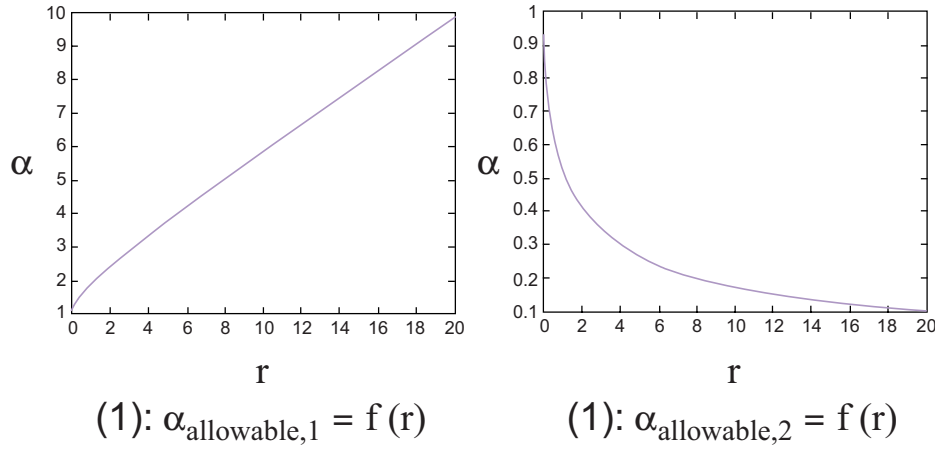 10
9
8
7
6
5
4
3
2
1
α
0 2 4 6 8 10 12 14 16 18 20
r
(1): αallowable,1 = f (r)
1
0.9
0.8
0.7
0.6
0.5
0.4
0.3
0.2
0.1
α
0 2 4 6 8 10 12 14 16 18 20
r
(1): αallowable,2 = f (r)